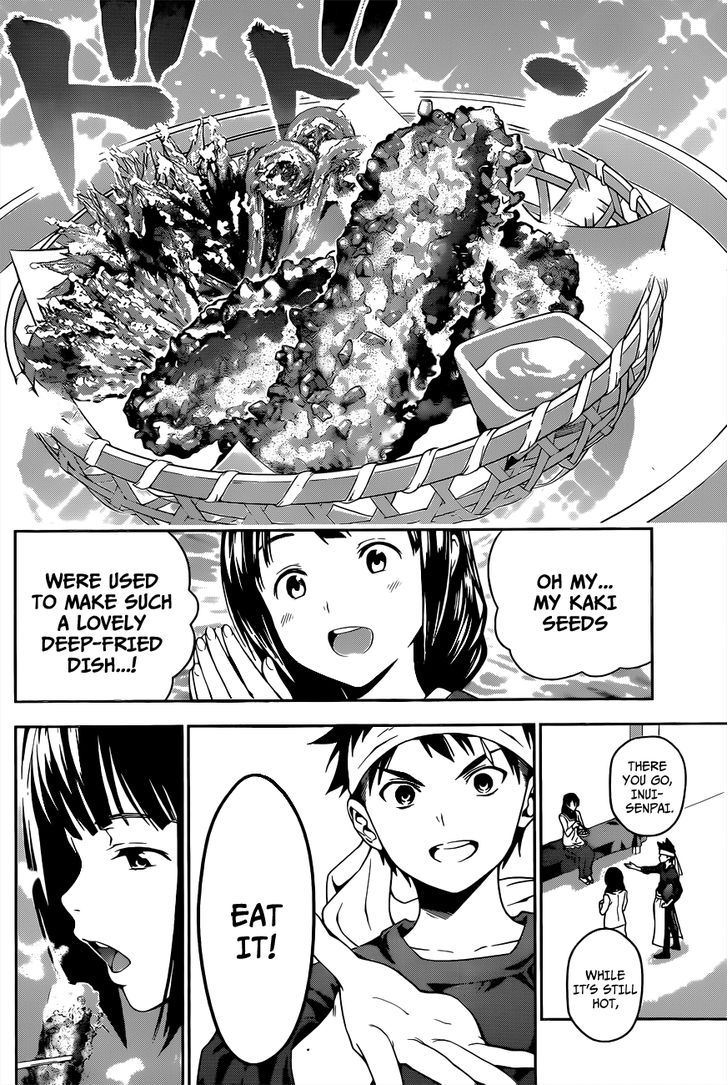 ドドン
OH MY...
MY KAKI
SEEDS
WERE USED
TO MAKE SUCH
A LOVELY
DEEP-FRIED
DISH...!
THERE
YOU GO,
INUI-
SENPAI.
WHILE
IT'S STILL
HOT,
EAT
IT!